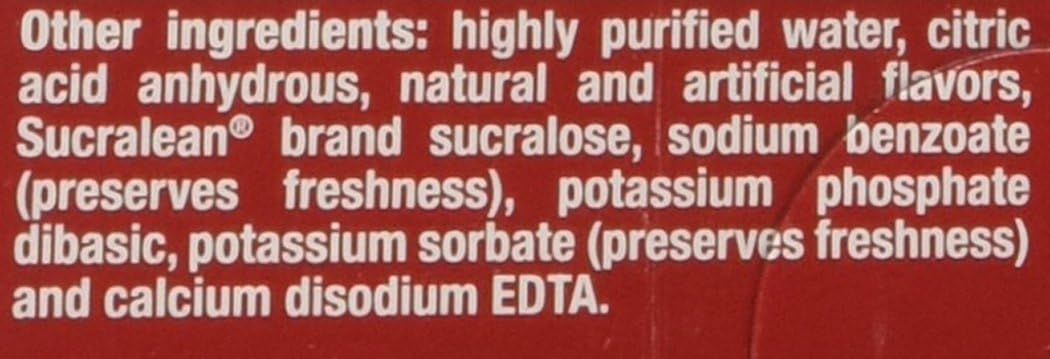 Other ingredients: highly purified water, citric
acid anhydrous, natural and artificial flavors,
Sucralean® brand sucralose, sodium benzoate
(preserves freshness), potassium phosphate
dibasic, potassium sorbate (preserves freshness)
and calcium disodium EDTA.